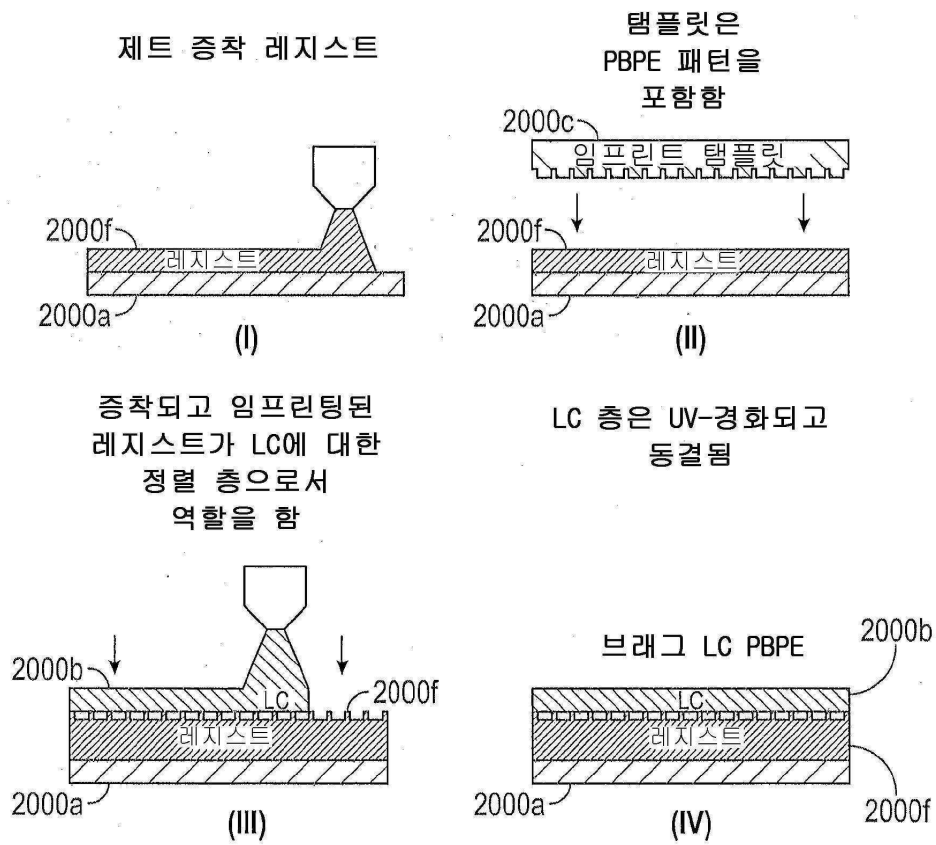 제트 증착 레지스트
2000f
레지스트
2000a
(I)
탬플릿은
PBPE 패턴을
포함함
2000c
임프린트 탬플릿
2000f
레지스트
2000a
(II)
증착되고 임프린팅된
레지스트가 LC에 대한
정렬 층으로서
역할을 함
2000b
LC
2000f
레지스트
2000a
(III)
LC 층은 UV-경화되고
동결됨
브래그 LC PBPE
2000b
LC
레지스트
2000a
2000f
(IV)